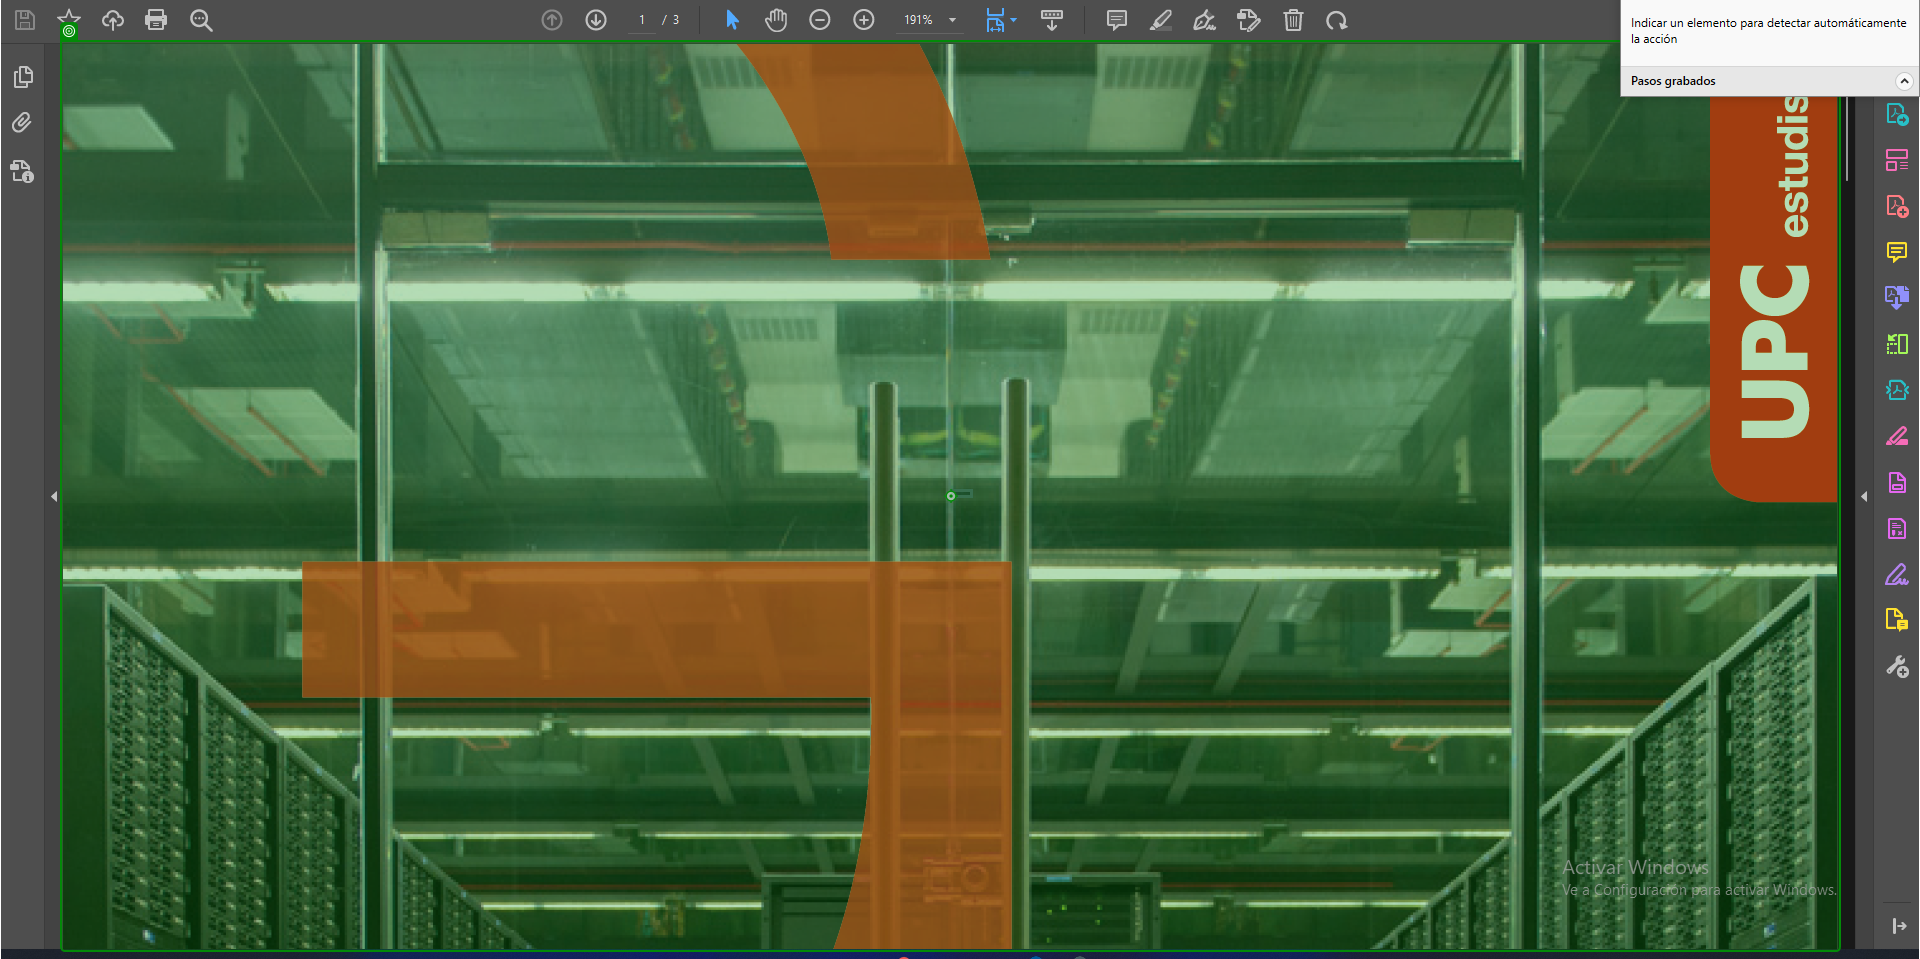 1 / 3
191%
Indicar un elemento para detectar automáticamente
la acción
Pasos grabados
UPC estudis
Activar Windows
Ve a Configuración para activar Windows.